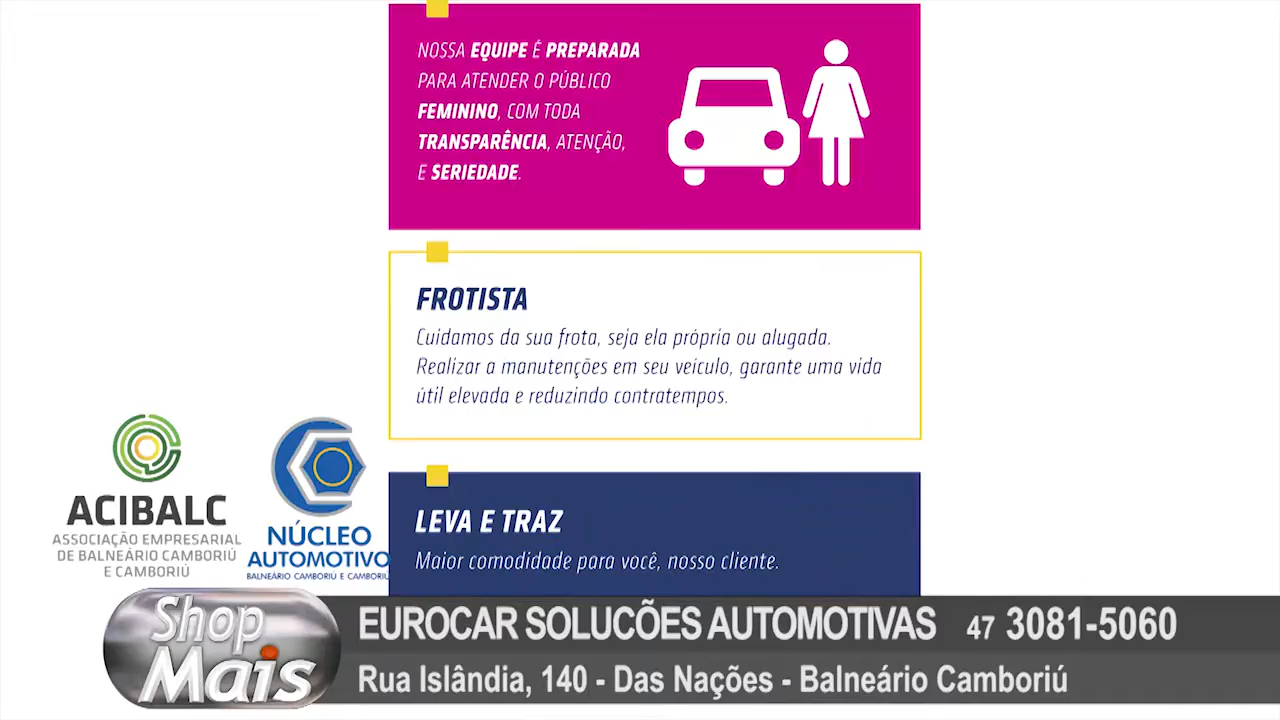 NOSSA EQUIPE É PREPARADA
PARA ATENDER O PÚBLICO
FEMININO, COM TODA
TRANSPARÊNCIA, ATENÇÃO,
E SERIEDADE.
FROTISTA
Cuidamos da sua frota, seja ela própria ou alugada.
Realizar a manutenções em seu veículo, garante uma vida
útil elevada e reduzindo contratempos.
LEVA E TRAZ
Maior comodidade para você, nosso cliente.
ACIBALC
ASSOCIAÇÃO EMPRESARIAL
DE BALNEÁRIO CAMBORIÚ
E CAMBORIÚ
NÚCLEO
AUTOMOTIVO
BALNEÁRIO CAMBORIÚ E CAMBORIÚ
Shop
Mais
EUROCAR SOLUCÕES AUTOMOTIVAS 47 3081-5060
Rua Islândia, 140 - Das Nações - Balneário Camboriú